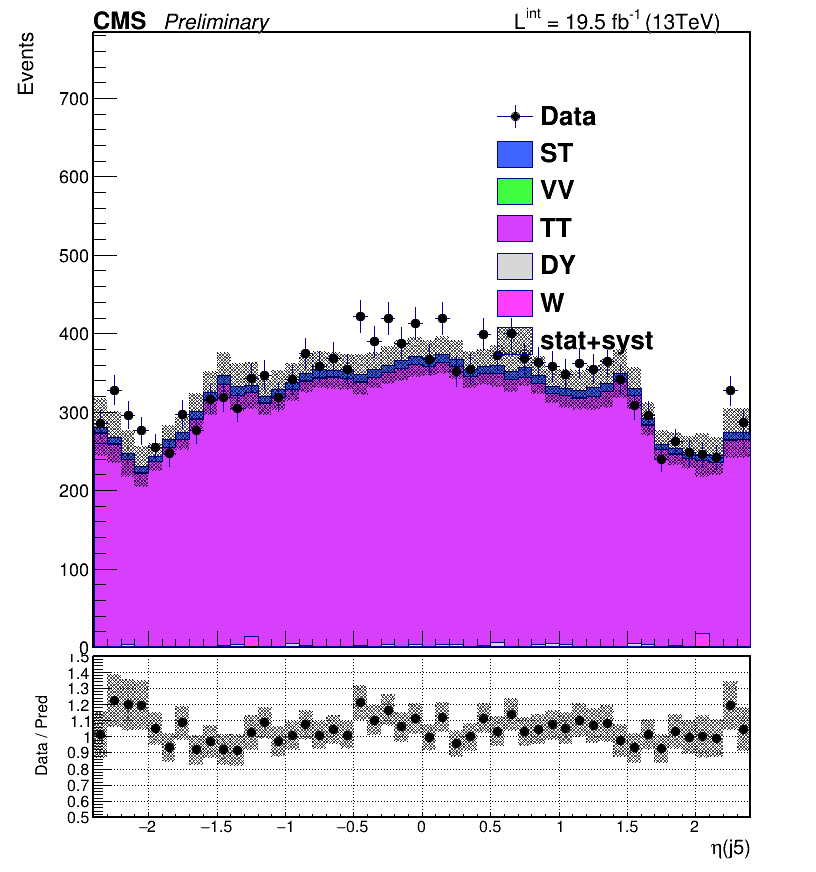 CMS Preliminary L^int = 19.5 fb^-1 (13TeV)
Events
700
600
500
400
300
200
100
0
Data
ST
VV
TT
DY
W
stat+syst
Data / Pred
1.5
1.4
1.3
1.2
1.1
1
0.9
0.8
0.7
0.6
0.5
−2 −1.5 −1 −0.5 0 0.5 1 1.5 2
η(j5)